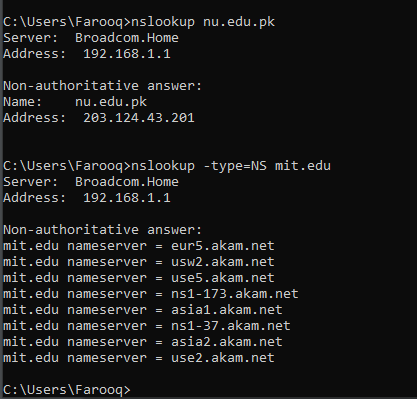 C:\Users\Farooq>nslookup nu.edu.pk
Server:  Broadcom.Home
Address:  192.168.1.1

Non-authoritative answer:
Name:    nu.edu.pk
Address:  203.124.43.201


C:\Users\Farooq>nslookup -type=NS mit.edu
Server:  Broadcom.Home
Address:  192.168.1.1

Non-authoritative answer:
mit.edu nameserver = eur5.akam.net
mit.edu nameserver = usw2.akam.net
mit.edu nameserver = use5.akam.net
mit.edu nameserver = ns1-173.akam.net
mit.edu nameserver = asia1.akam.net
mit.edu nameserver = ns1-37.akam.net
mit.edu nameserver = asia2.akam.net
mit.edu nameserver = use2.akam.net

C:\Users\Farooq>